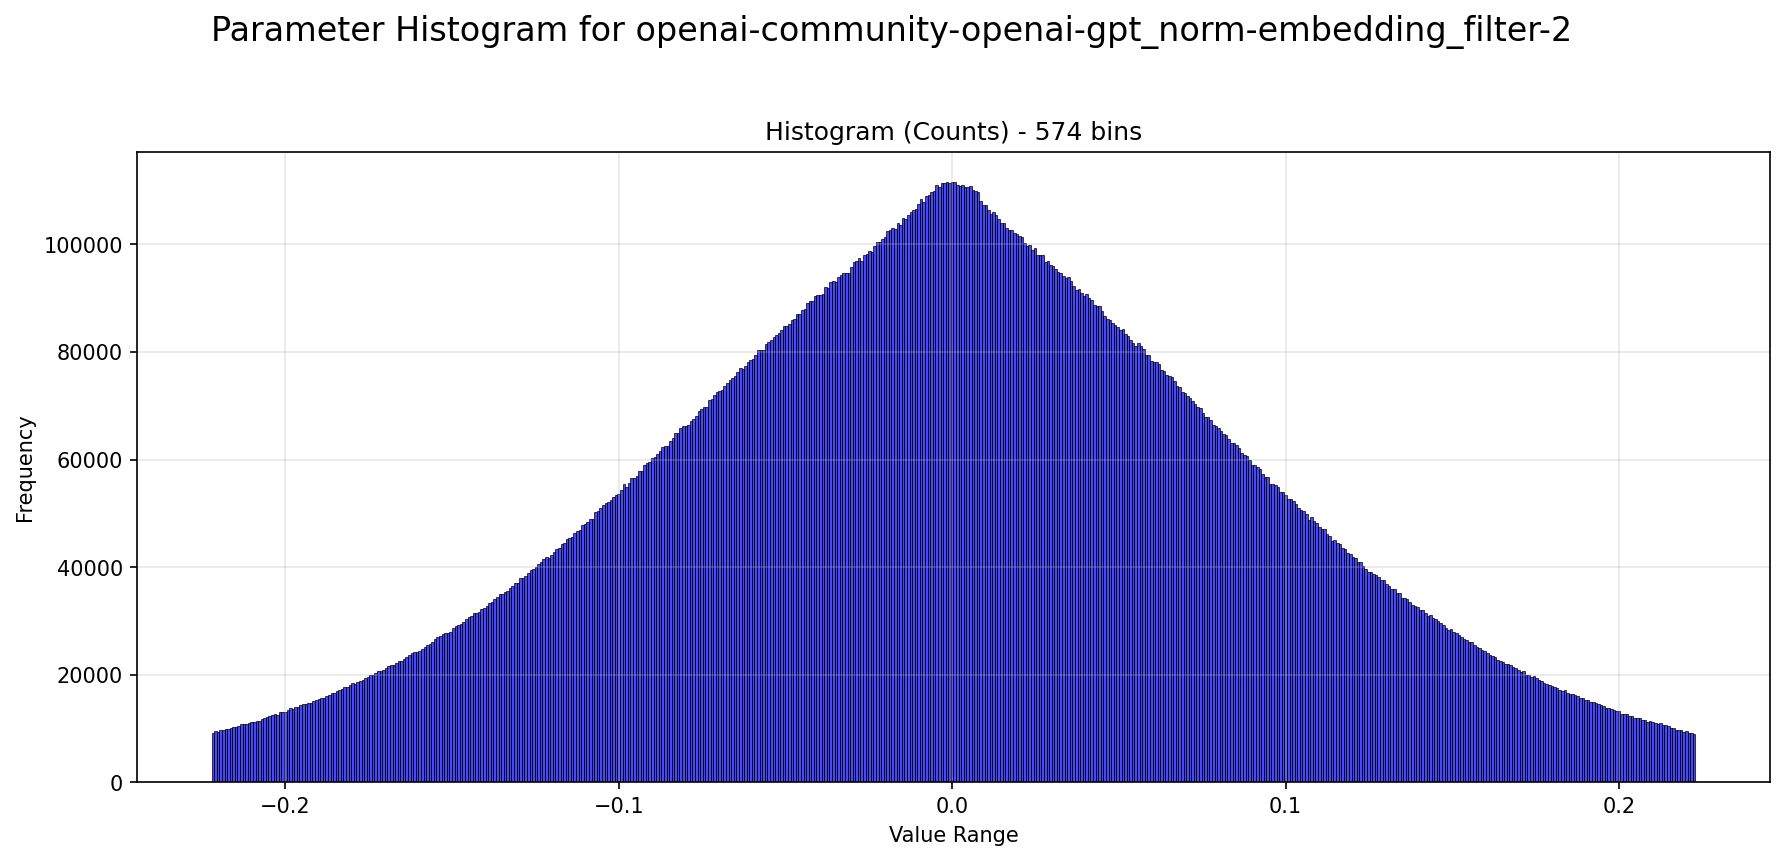 Parameter Histogram for openai-community-openai-gpt_norm-embedding_filter-2
Histogram (Counts) - 574 bins
Frequency
100000
80000
60000
40000
20000
0
−0.2
−0.1
0.0
0.1
0.2
Value Range